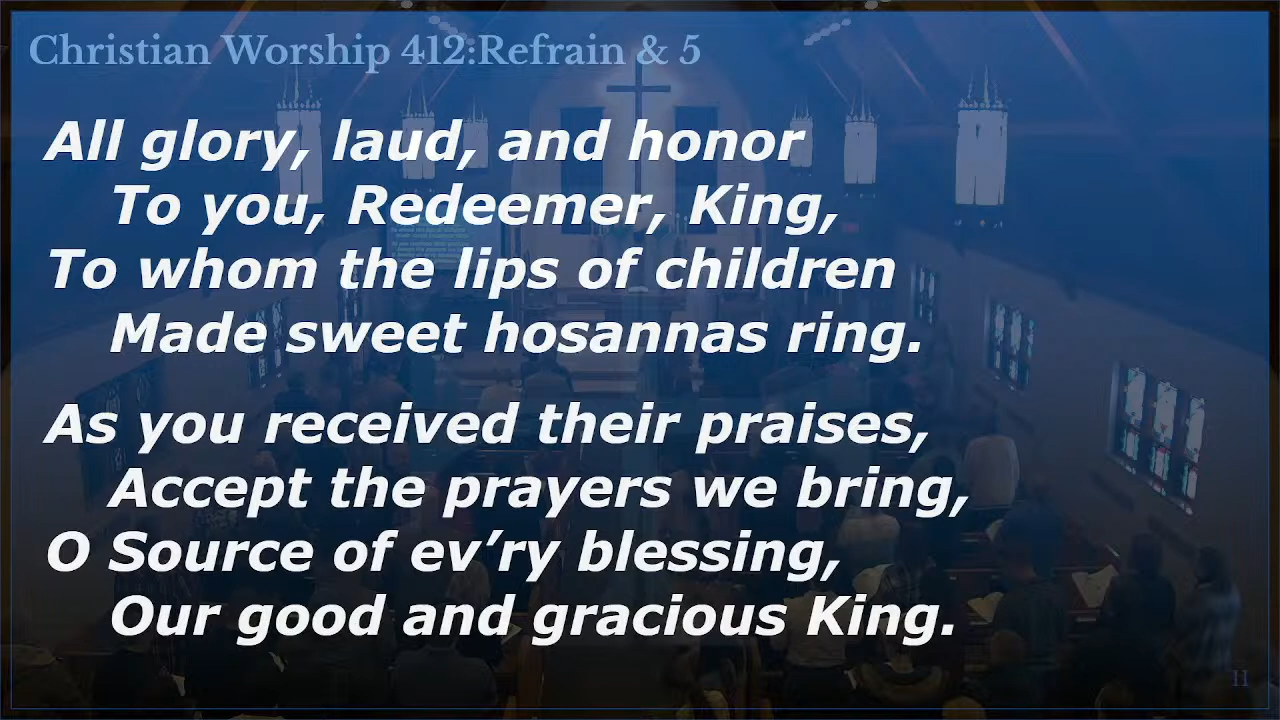 Christian Worship 412:Refrain & 5
All glory, laud, and honor
To you, Redeemer, King,
To whom the lips of children
Made sweet hosannas ring.
As you received their praises,
Accept the prayers we bring,
O Source of ev’ry blessing,
Our good and gracious King.
11